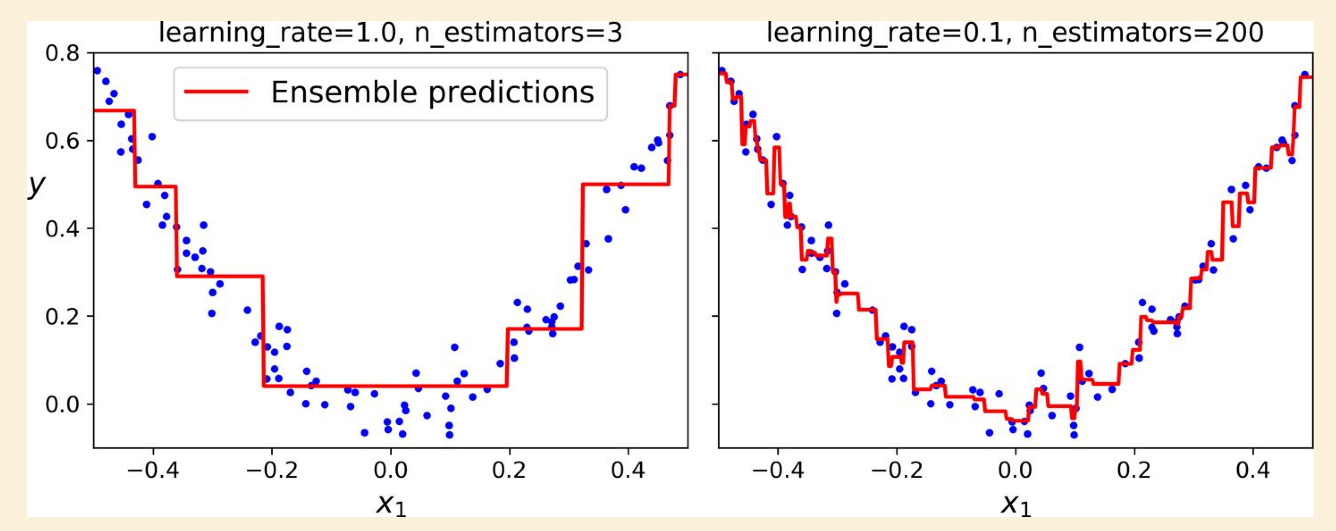 learning_rate=1.0, n_estimators=3
learning_rate=0.1, n_estimators=200
Ensemble predictions
y
0.8
0.6
0.4
0.2
0.0
−0.4 −0.2 0.0 0.2 0.4
−0.4 −0.2 0.0 0.2 0.4
x₁
x₁